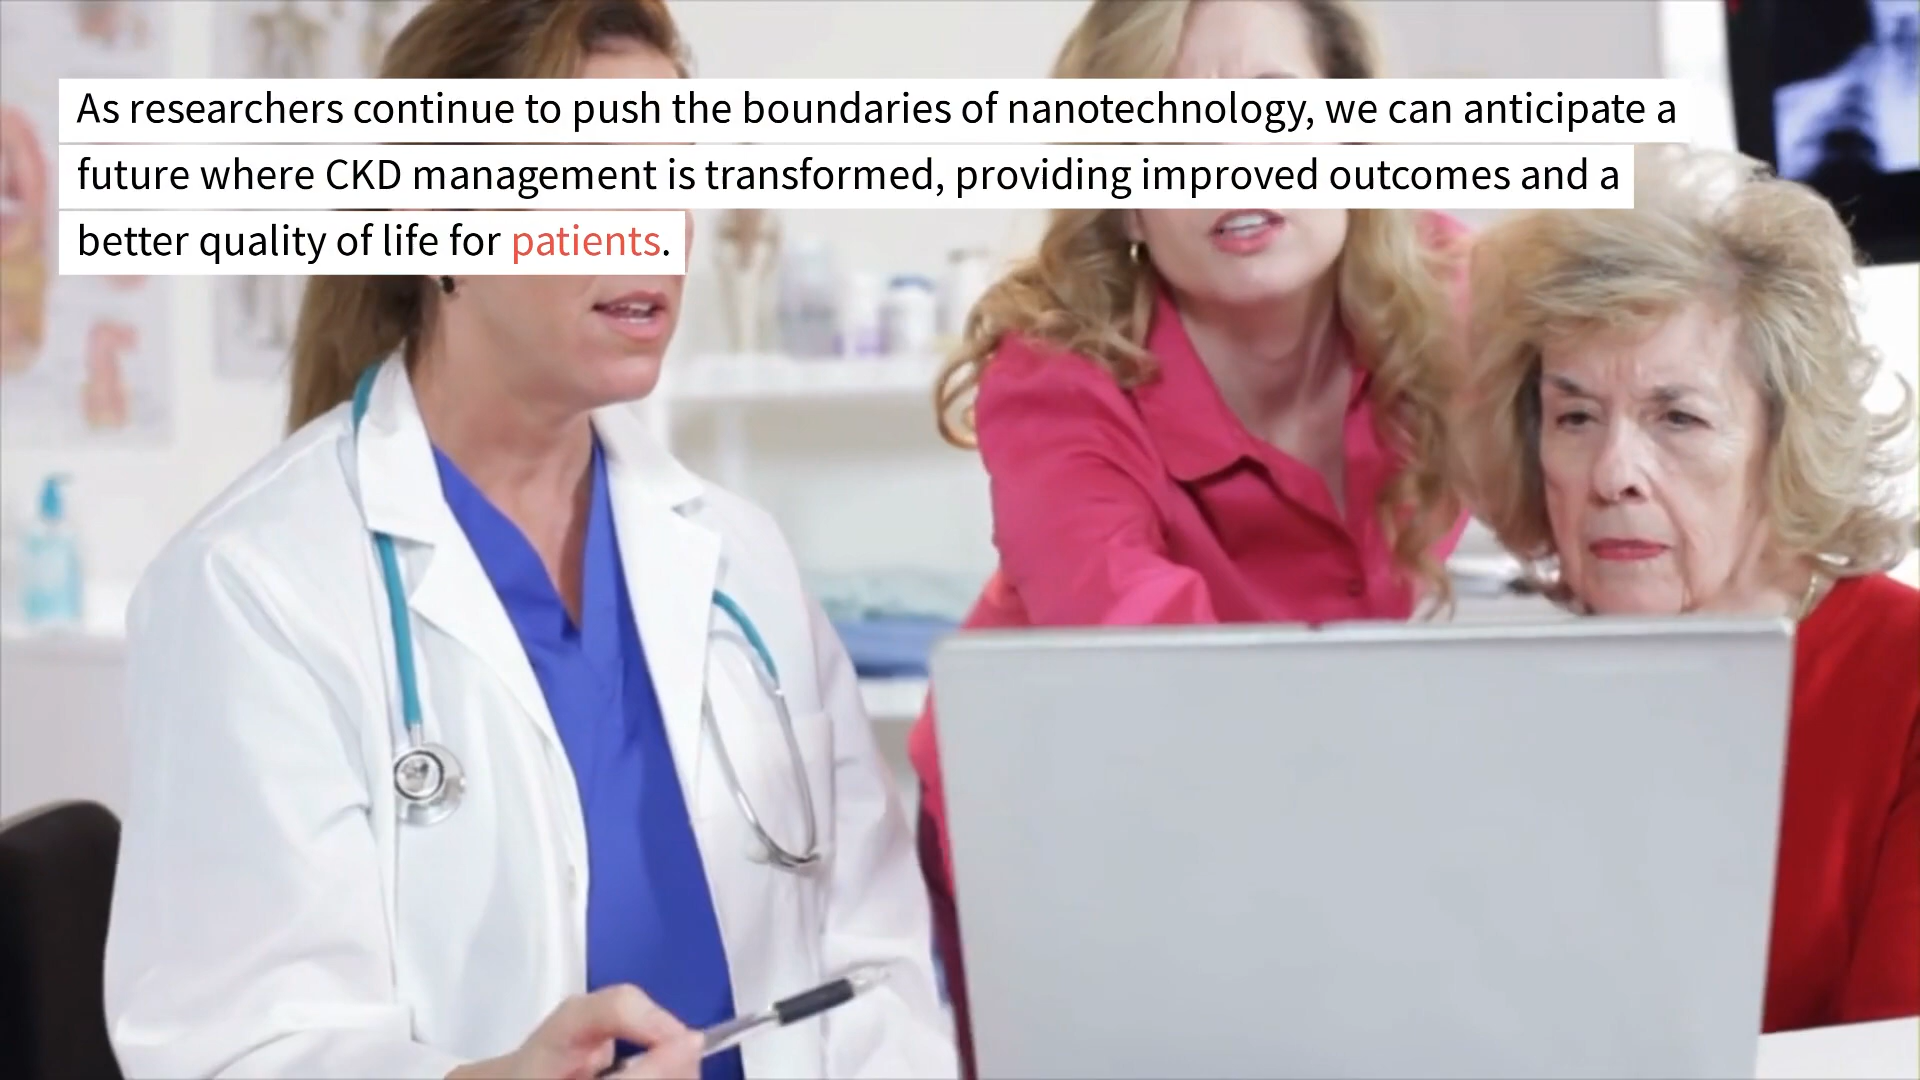 As researchers continue to push the boundaries of nanotechnology, we can anticipate a
future where CKD management is transformed, providing improved outcomes and a
better quality of life for patients.